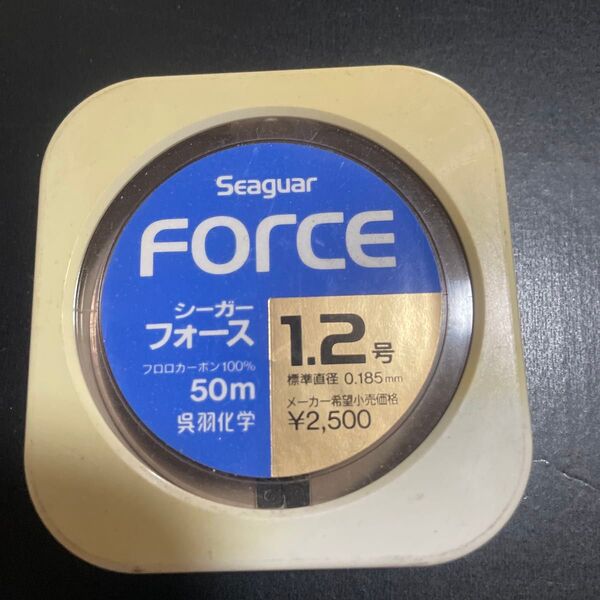 Seaguar
FORCE
シーガー
フォース
フロロカーボン100%
50m
呉羽化学
1.2号
標準直径 0.185mm
メーカー希望小売価格
¥2,500